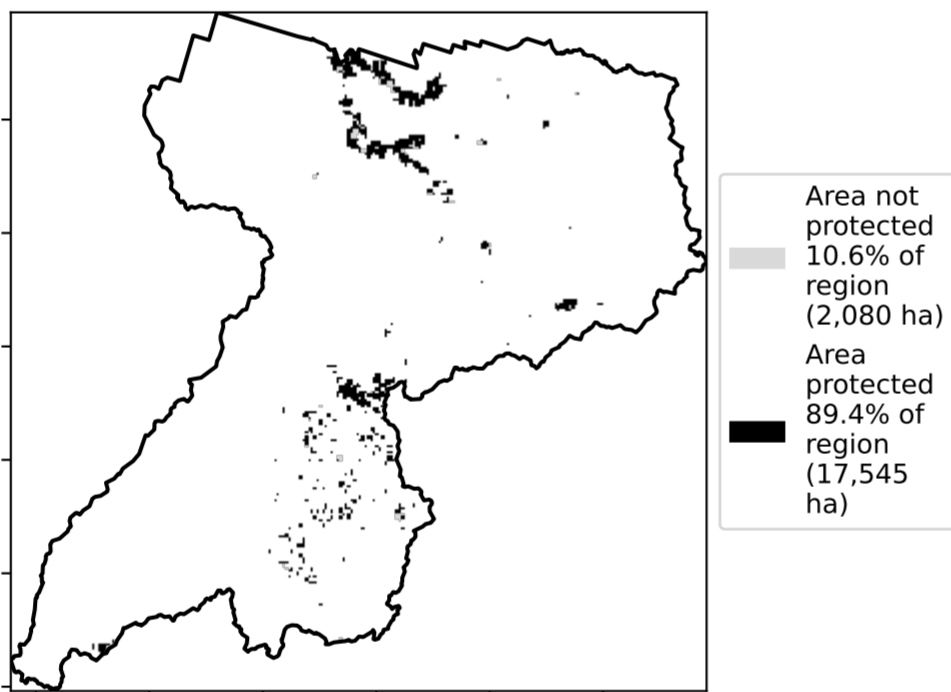 Area not
protected
10.6% of
region
(2,080 ha)
Area
protected
89.4% of
region
(17,545
ha)